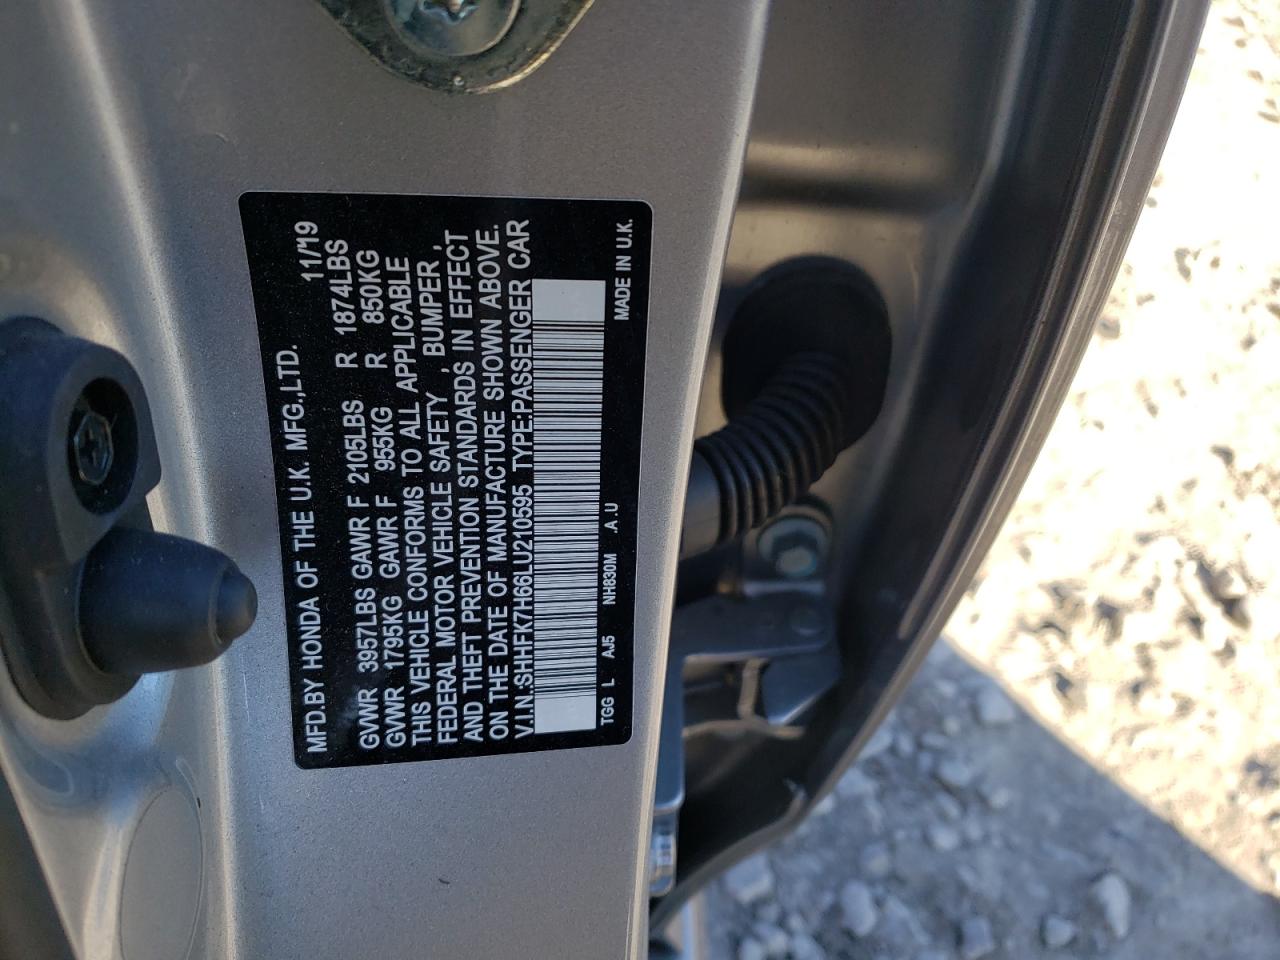 MFD.BY HONDA OF THE U.K. MFG.,LTD. 11/19
GVWR 3957LBS GAWR F 2105LBS R 1874LBS
GVWR 1795KG GAWR F 955KG R 850KG
THIS VEHICLE CONFORMS TO ALL APPLICABLE
FEDERAL MOTOR VEHICLE SAFETY , BUMPER ,
AND THEFT PREVENTION STANDARDS IN EFFECT
ON THE DATE OF MANUFACTURE SHOWN ABOVE.
V.I.N.SHHFK7H66LU210595 TYPE:PASSENGER CAR
TGG L AJ5 NH830M .A.U MADE IN U.K.